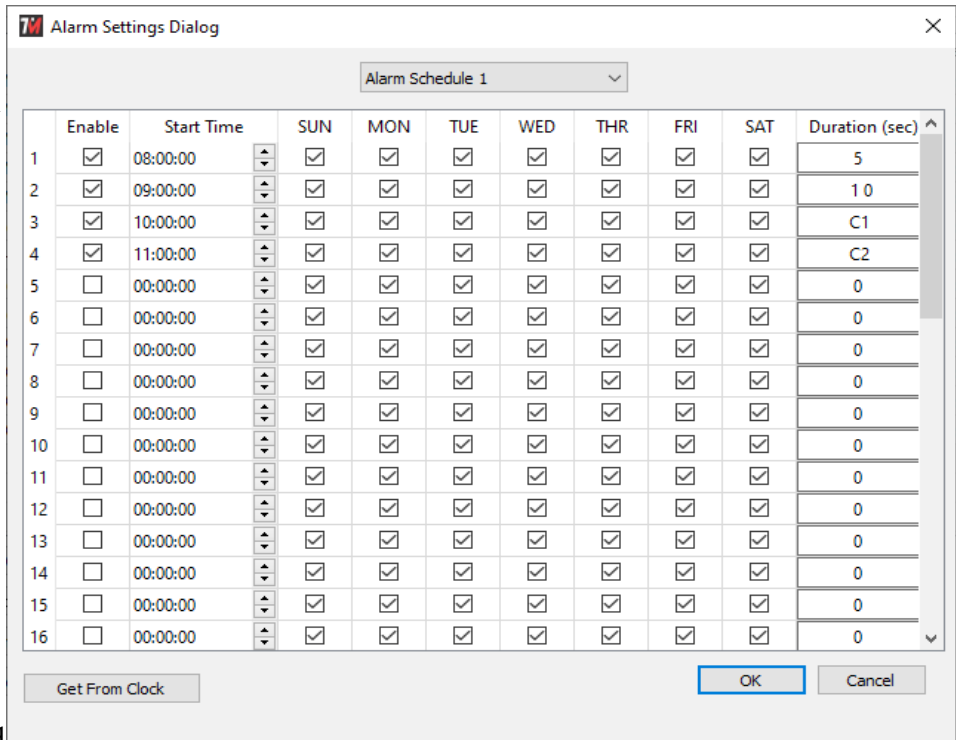 7M Alarm Settings Dialog
Alarm Schedule 1
Enable Start Time SUN MON TUE WED THR FRI SAT Duration (sec)
1 08:00:00 5
2 09:00:00 1 0
3 10:00:00 C1
4 11:00:00 C2
5 00:00:00 0
6 00:00:00 0
7 00:00:00 0
8 00:00:00 0
9 00:00:00 0
10 00:00:00 0
11 00:00:00 0
12 00:00:00 0
13 00:00:00 0
14 00:00:00 0
15 00:00:00 0
16 00:00:00 0
Get From Clock OK Cancel